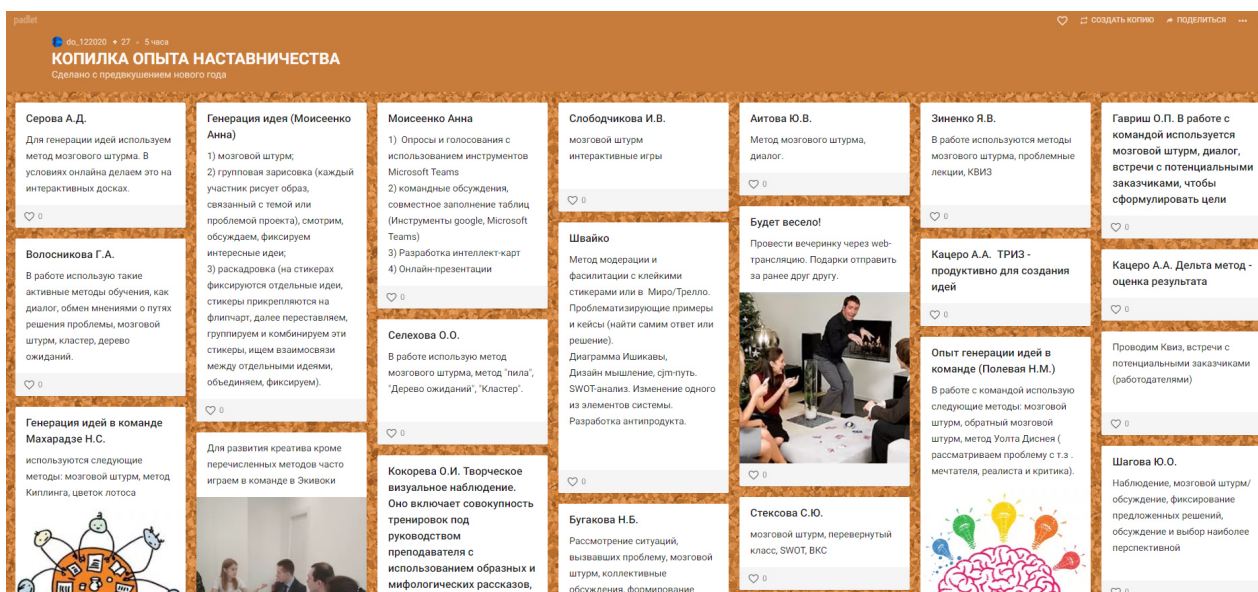 padlet
СОЗДАТЬ КОПИЮ
ПОДЕЛИТЬСЯ
do_122020 + 27 • 5 часа
КОПИЛКА ОПЫТА НАСТАВНИЧЕСТВА
Сделано с предвкушением нового года
Серова А.Д.
Для генерации идей используем
метод мозгового штурма. В
условиях онлайна делаем это на
интерактивных досках.
0
Волосникова Г.А.
В работе использую такие
активные методы обучения, как
диалог, обмен мнениями о путях
решения проблемы, мозговой
штурм, кластер, дерево
ожиданий.
0
Генерация идей в команде
Махарадзе Н.С.
используются следующие
методы: мозговой штурм, метод
Киплинга, цветок лотоса
Генерация идея (Моисеенко
Анна)
1) мозговой штурм;
2) групповая зарисовка (каждый
участник рисует образ,
связанный с темой или
проблемой проекта), смотрим,
обсуждаем, фиксируем
интересные идеи;
3) раскадровка (на стикерах
фиксируются отдельные идеи,
стикеры прикрепляются на
флипчарт, далее переставляем,
группируем и комбинируем эти
стикеры, ищем взаимосвязи
между отдельными идеями,
объединяем, фиксируем).
0
Для развития креатива кроме
перечисленных методов часто
играем в команде в Экивоки
Моисеенко Анна
1) Опросы и голосования с
использованием инструментов
Microsoft Teams
2) командные обсуждения,
совместное заполнение таблиц
(Инструменты google, Microsoft
Teams)
3) Разработка интеллект-карт
4) Онлайн-презентации
0
Селехова О.О.
В работе использую метод
мозгового штурма, метод "пила",
"Дерево ожиданий", "Кластер".
0
Кокорева О.И. Творческое
визуальное наблюдение.
Оно включает совокупность
тренировок под
руководством
преподавателя с
использованием образных и
мифологических рассказов,
Слободчикова И.В.
мозговой штурм
интерактивные игры
0
Швайко
Метод модерации и
фасилитации с клейкими
стикерами или в Миро/Трелло.
Проблематизирующие примеры
и кейсы (найти самим ответ или
решение).
Диаграмма Ишикавы,
Дизайн мышление, cjm-путь.
SWOT-анализ. Изменение одного
из элементов системы.
Разработка антипродукта.
0
Бугакова Н.Б.
Рассмотрение ситуаций,
вызвавших проблему, мозговой
штурм, коллективные
обсуждения, формирование
Аитова Ю.В.
Метод мозгового штурма,
диалог.
0
Будет весело!
Провести вечеринку через web-
трансляцию. Подарки отправить
за ранее друг другу.
0
Стексова С.Ю.
мозговой штурм, перевернутый
класс, SWOT, ВКС
0
Зиненко Я.В.
В работе используются методы
мозгового штурма, проблемные
лекции, КВИЗ
0
Кацеро А.А. ТРИЗ -
продуктивно для создания
идей
0
Опыт генерации идей в
команде (Полевая Н.М.)
В работе с командой использую
следующие методы: мозговой
штурм, обратный мозговой
штурм, метод Уолта Диснея (
рассматриваем проблему с т.з .
мечтателя, реалиста и критика).
Гавриш О.П. В работе с
командой используется
мозговой штурм, диалог,
встречи с потенциальными
заказчиками, чтобы
сформулировать цели
0
Кацеро А.А. Дельта метод -
оценка результата
0
Проводим Квиз, встречи с
потенциальными заказчиками
(работодателями)
0
Шагова Ю.О.
Наблюдение, мозговой штурм/
обсуждение, фиксирование
предложенных решений,
обсуждение и выбор наиболее
перспективной
0